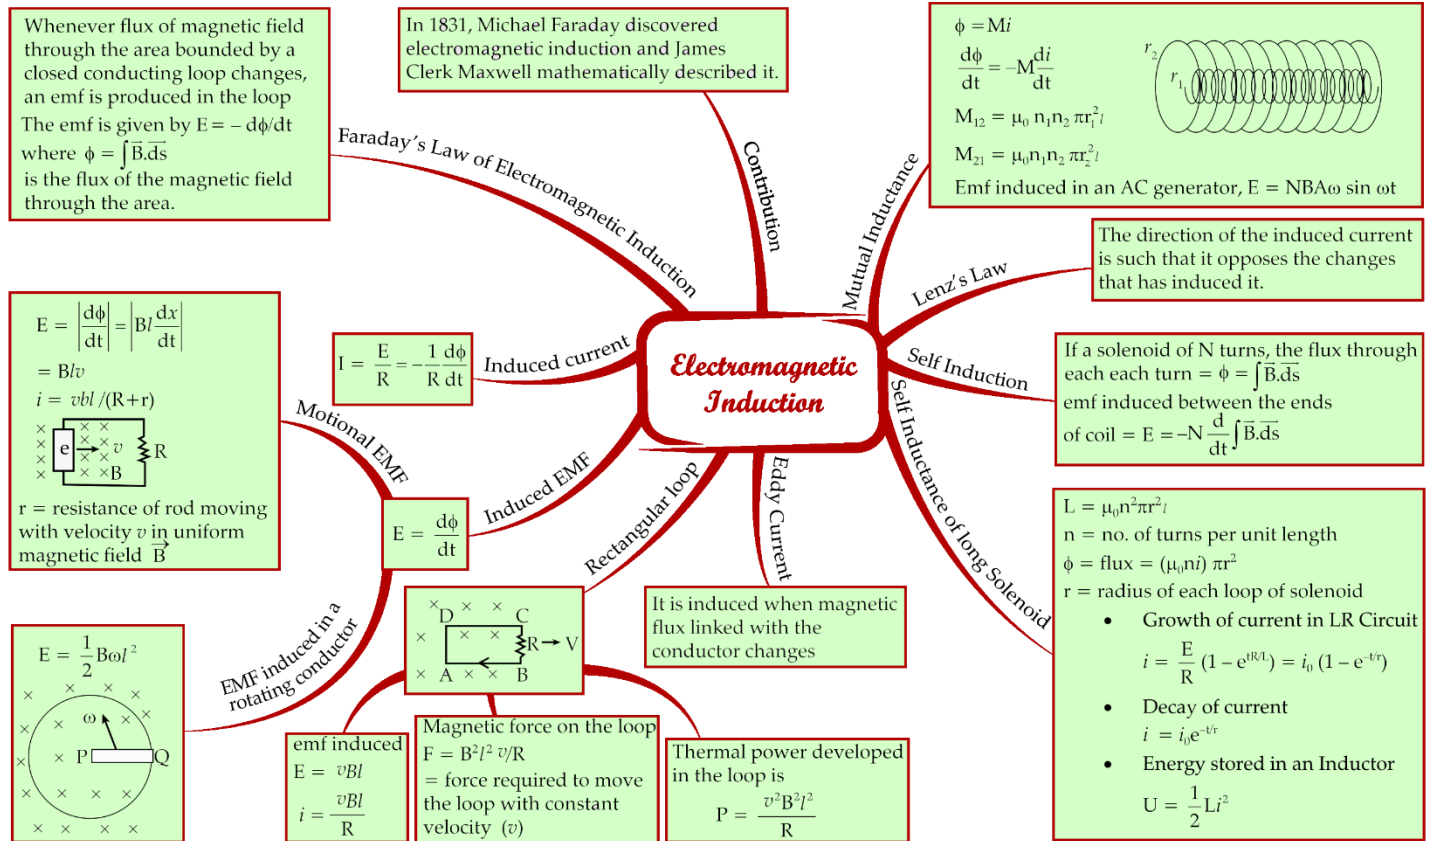 Whenever flux of magnetic field
through the area bounded by a
closed conducting loop changes,
an emf is produced in the loop
The emf is given by E = – dϕ/dt
where ϕ = ∫B⃗.d⃗s
is the flux of the magnetic field
through the area.
Faraday's Law of Electromagnetic Induction
In 1831, Michael Faraday discovered
electromagnetic induction and James
Clerk Maxwell mathematically described it.
Contribution
ϕ = Mi
dϕ/dt = –M di/dt
M₁₂ = μ₀ n₁n₂ πr₁² l
M₂₁ = μ₀n₁n₂ πr₂² l
Emf induced in an AC generator, E = NBAω sin ωt
r₂
r₁
Mutual Inductance
The direction of the induced current
is such that it opposes the changes
that has induced it.
Lenz's Law
If a solenoid of N turns, the flux through
each each turn = ϕ = ∫B⃗.d⃗s
emf induced between the ends
of coil = E = –N d/dt ∫B⃗.d⃗s
Self Induction
Electromagnetic
Induction
L = μ₀n²πr²l
n = no. of turns per unit length
ϕ = flux = (μ₀ni) πr²
r = radius of each loop of solenoid
• Growth of current in LR Circuit
i = E/R (1 – e^tR/L) = i₀ (1 – e^–t/r)
• Decay of current
i = i₀e^–t/r
• Energy stored in an Inductor
U = 1/2 Li²
Self Inductance of long Solenoid
Eddy Current
It is induced when magnetic
flux linked with the
conductor changes
Rectangular loop
D C
R → V
A B
emf induced
E = vBl
i = vBl/R
Magnetic force on the loop
F = B²l² v/R
= force required to move
the loop with constant
velocity (v)
Thermal power developed
in the loop is
P = v²B²l²/R
Induced current
I = E/R = –1/R dϕ/dt
Induced EMF
E = dϕ/dt
Motional EMF
E = |dϕ/dt| = |Bl dx/dt|
= Blv
i = vbl /(R+r)
e v R
B
r = resistance of rod moving
with velocity v in uniform
magnetic field B⃗
EMF induced in a
rotating conductor
E = 1/2 Bωl²
ω
P Q